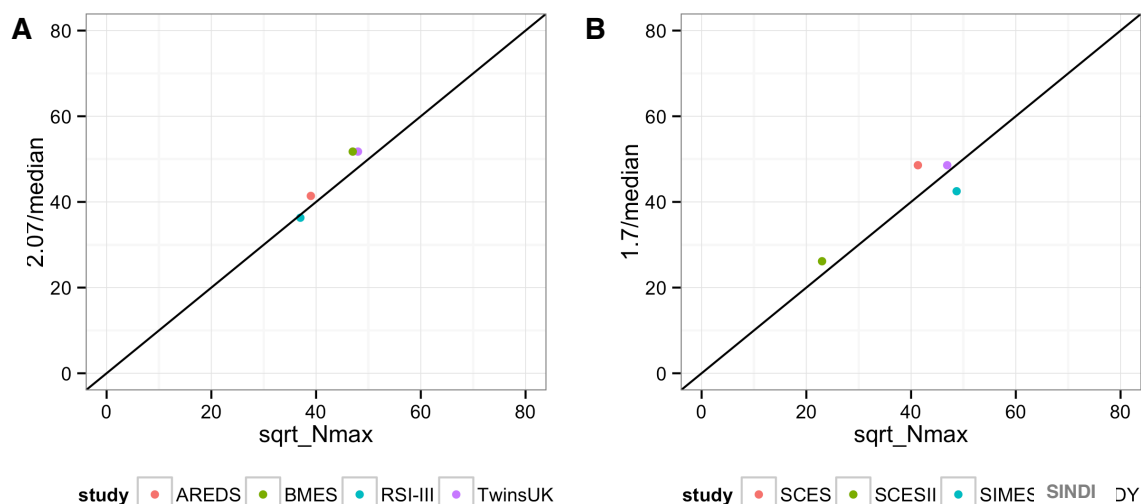 A
B
80
60
40
20
0
2.07/median
0 20 40 60 80
sqrt_Nmax
study AREDS BMES RSI-III TwinsUK
80
60
40
20
0
1.7/median
0 20 40 60 80
sqrt_Nmax
study SCES SCESII SIMES SINDI DY